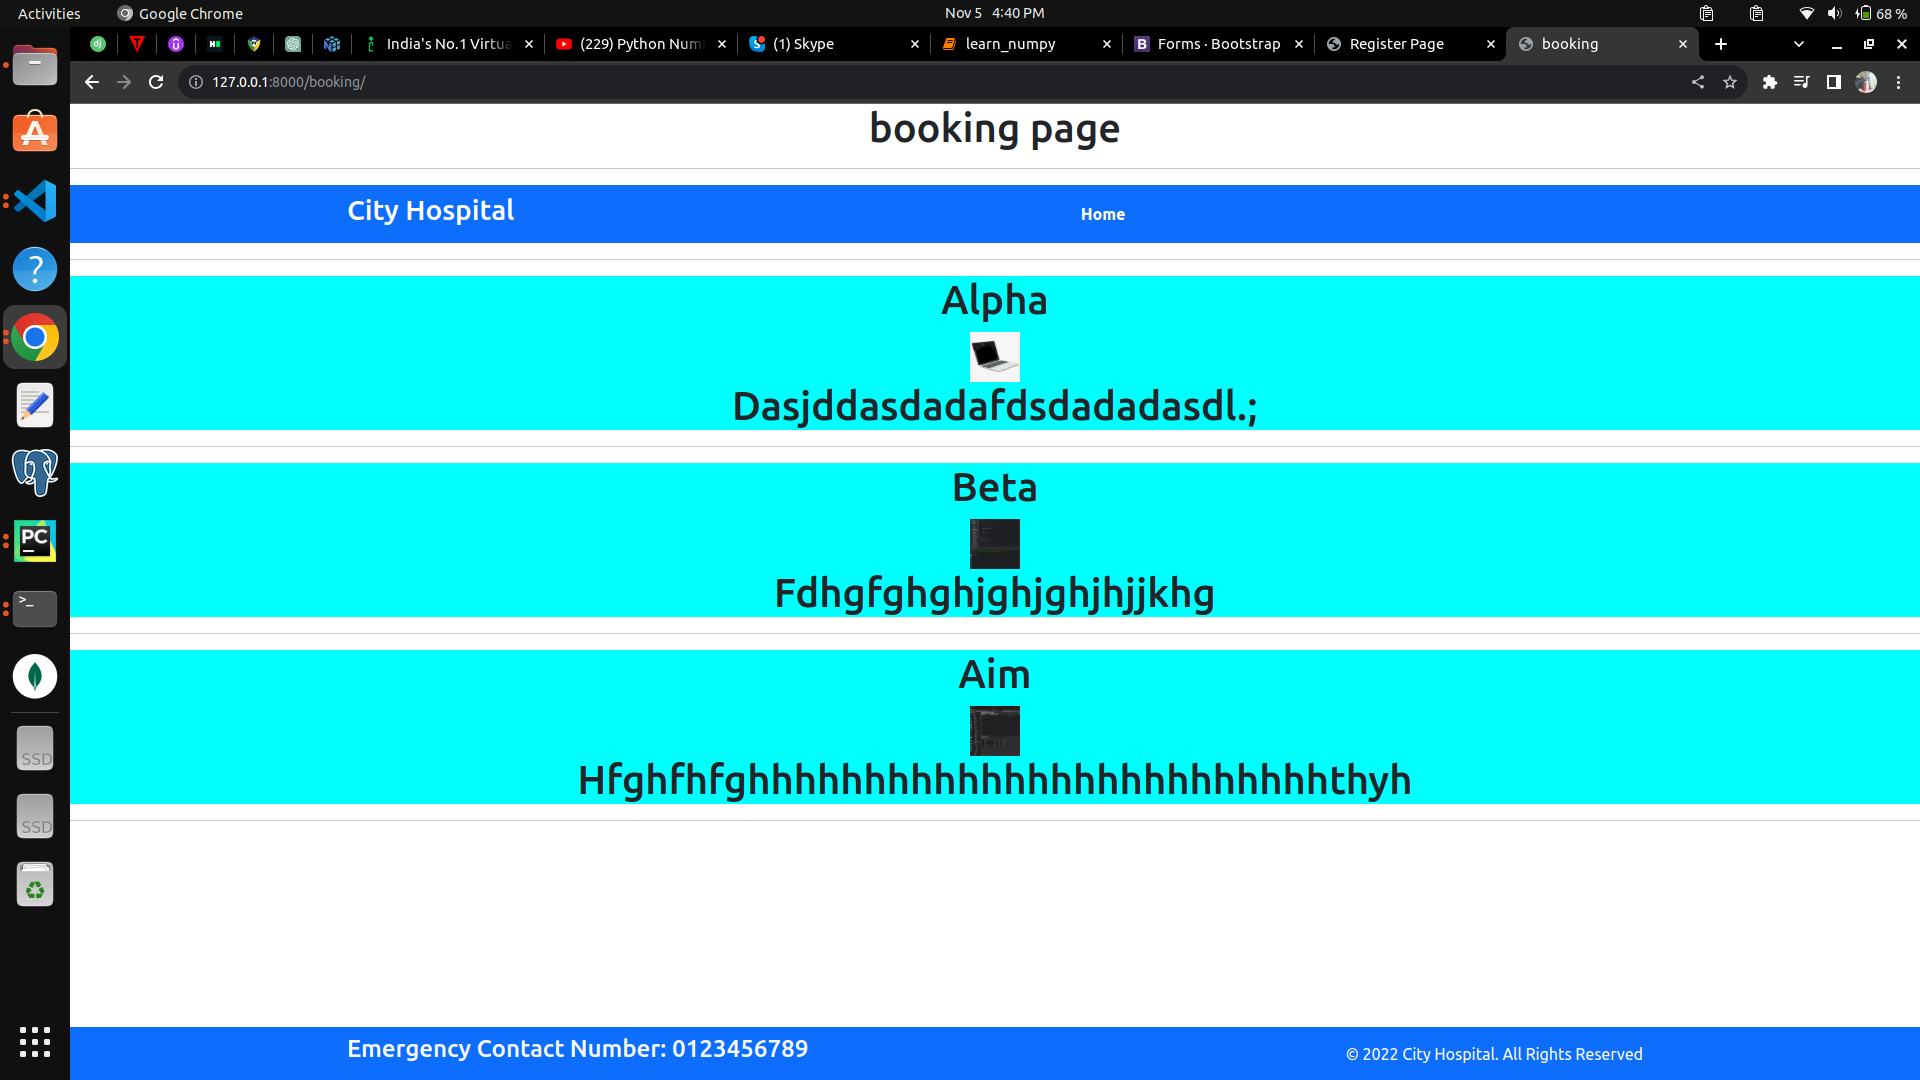 Activities
Google Chrome
Nov 5 4:40 PM
68 %
India's No.1 Virtua
(229) Python Num
(1) Skype
learn_numpy
Forms · Bootstrap
Register Page
booking
127.0.0.1:8000/booking/
booking page
City Hospital
Home
Alpha
Dasjddasdadafdsdadadasdl.;
Beta
Fdhgfghghjghjghjhjjkhg
Aim
Hfghfhfghhhhhhhhhhhhhhhhhhhhhhhhhthyh
PC
SSD
SSD
Emergency Contact Number: 0123456789
© 2022 City Hospital. All Rights Reserved